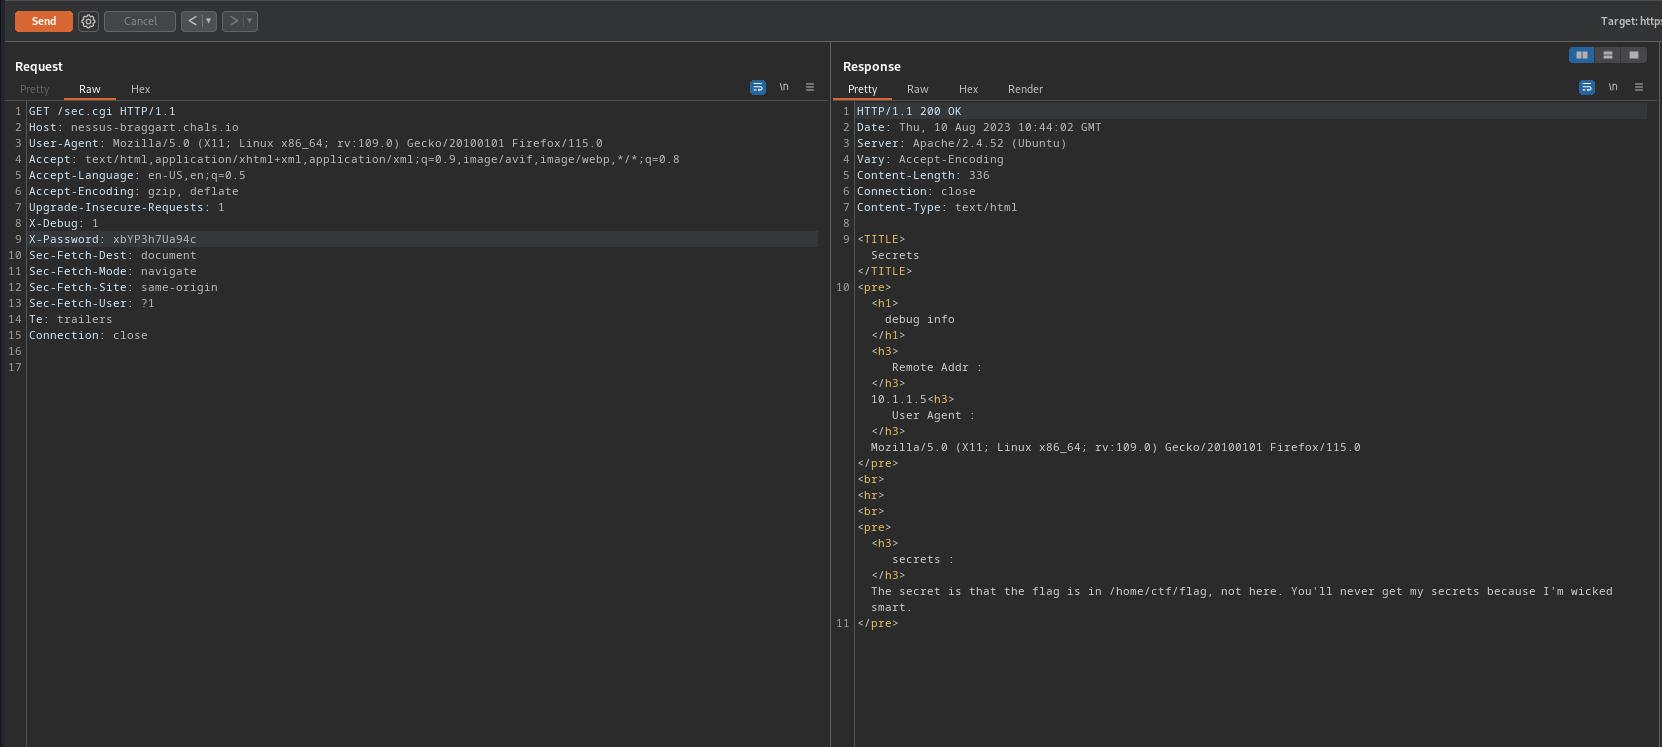 Send
Cancel
<
>
Target: https
Request
Response
Pretty
Raw
Hex
\n
Pretty
Raw
Hex
Render
\n
1 GET /sec.cgi HTTP/1.1
2 Host: nessus-braggart.chals.io
3 User-Agent: Mozilla/5.0 (X11; Linux x86_64; rv:109.0) Gecko/20100101 Firefox/115.0
4 Accept: text/html,application/xhtml+xml,application/xml;q=0.9,image/avif,image/webp,*/*;q=0.8
5 Accept-Language: en-US,en;q=0.5
6 Accept-Encoding: gzip, deflate
7 Upgrade-Insecure-Requests: 1
8 X-Debug: 1
9 X-Password: xbYP3h7Ua94c
10 Sec-Fetch-Dest: document
11 Sec-Fetch-Mode: navigate
12 Sec-Fetch-Site: same-origin
13 Sec-Fetch-User: ?1
14 Te: trailers
15 Connection: close
16
17
1 HTTP/1.1 200 OK
2 Date: Thu, 10 Aug 2023 10:44:02 GMT
3 Server: Apache/2.4.52 (Ubuntu)
4 Vary: Accept-Encoding
5 Content-Length: 336
6 Connection: close
7 Content-Type: text/html
8
9 <TITLE>
Secrets
</TITLE>
10 <pre>
<h1>
debug info
</h1>
<h3>
Remote Addr :
</h3>
10.1.1.5<h3>
User Agent :
</h3>
Mozilla/5.0 (X11; Linux x86_64; rv:109.0) Gecko/20100101 Firefox/115.0
</pre>
<br>
<hr>
<br>
<pre>
<h3>
secrets :
</h3>
The secret is that the flag is in /home/ctf/flag, not here. You'll never get my secrets because I'm wicked
smart.
11 </pre>